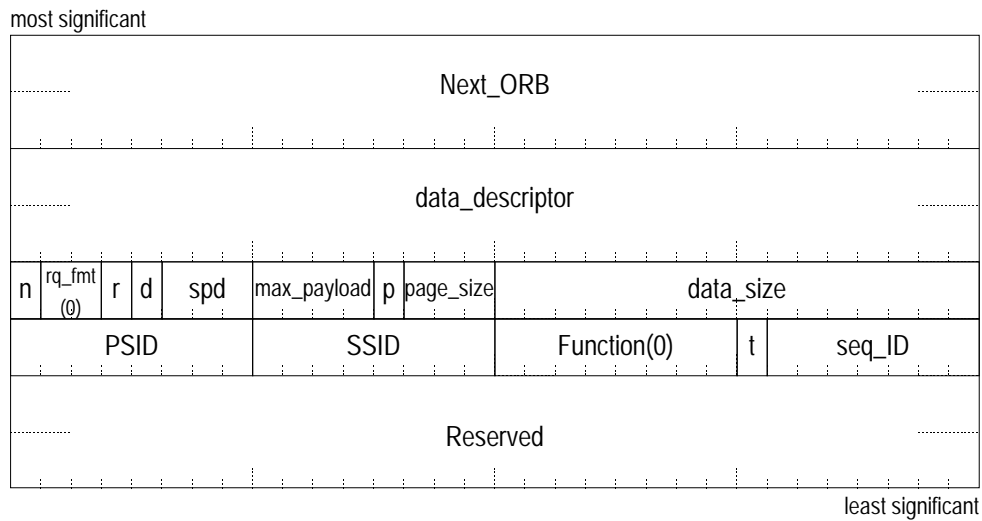 most significant
Next_ORB
data_descriptor
n rq_fmt (0) r d spd max_payload p page_size data_size
PSID SSID Function(0) t seq_ID
Reserved
least significant